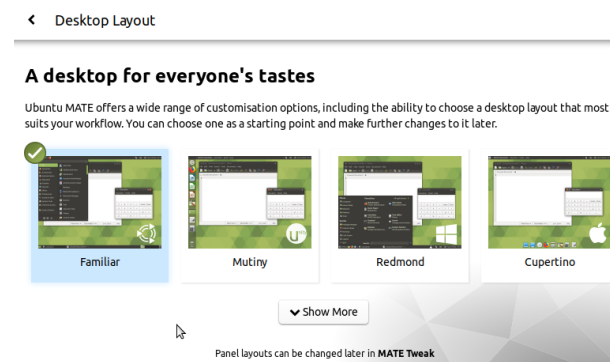 Desktop Layout
A desktop for everyone's tastes
Ubuntu MATE offers a wide range of customisation options, including the ability to choose a desktop layout that most
suits your workflow. You can choose one as a starting point and make further changes to it later.
Familiar
Mutiny
Redmond
Cupertino
Show More
Panel layouts can be changed later in MATE Tweak